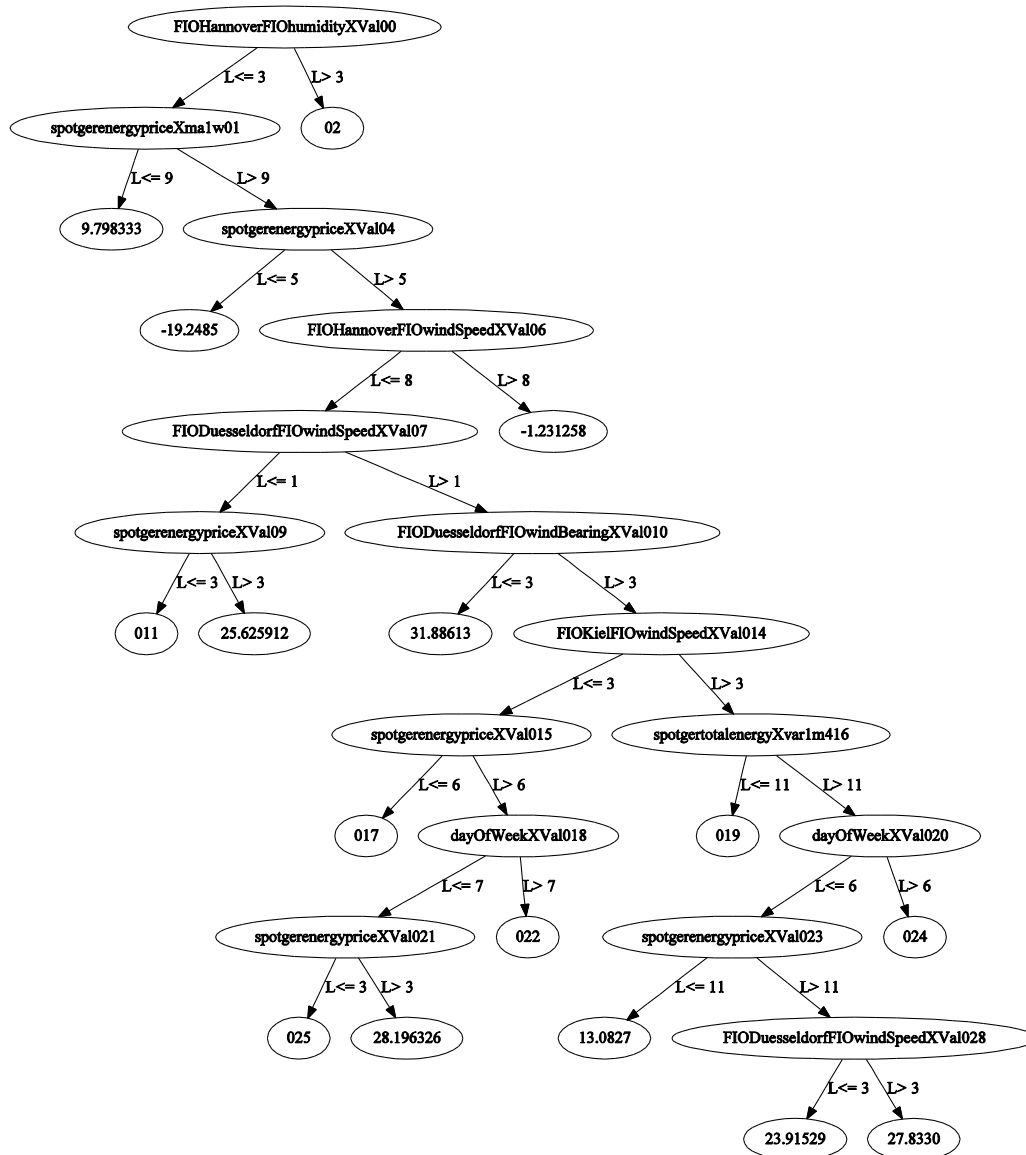 FIOHannoverFIOhumidityXVal00
L<= 3
L> 3
spotgerenergypriceXma1w01
02
L<= 9
L> 9
9.798333
spotgerenergypriceXVal04
L<= 5
L> 5
-19.2485
FIOHannoverFIOwindSpeedXVal06
L<= 8
L> 8
FIODuesseldorfFIOwindSpeedXVal07
-1.231258
L<= 1
L> 1
spotgerenergypriceXVal09
FIODuesseldorfFIOwindBearingXVal010
L<= 3
L> 3
L<= 3
L> 3
011
25.625912
31.88613
FIOKielFIOwindSpeedXVal014
L<= 3
L> 3
spotgerenergypriceXVal015
spotgertotalenergyXvar1m416
L<= 6
L> 6
L<= 11
L> 11
017
dayOfWeekXVal018
019
dayOfWeekXVal020
L<= 7
L> 7
L<= 6
L> 6
spotgerenergypriceXVal021
022
spotgerenergypriceXVal023
024
L<= 3
L> 3
L<= 11
L> 11
025
28.196326
13.0827
FIODuesseldorfFIOwindSpeedXVal028
L<= 3
L> 3
23.91529
27.8330